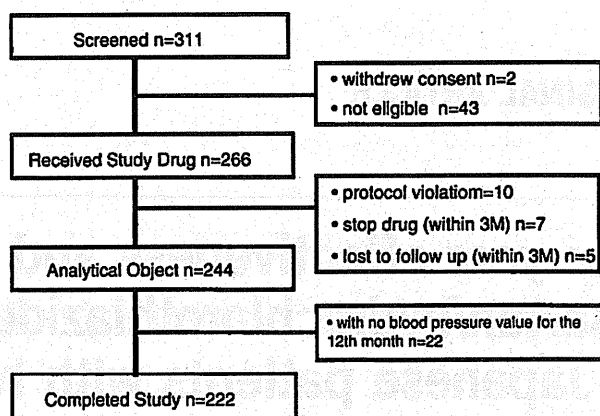 Screened n=311
• withdrew consent n=2
• not eligible n=43
Received Study Drug n=266
• protocol violatiom=10
• stop drug (within 3M) n=7
• lost to follow up (within 3M) n=5
Analytical Object n=244
• with no blood pressure value for the
12th month n=22
Completed Study n=222